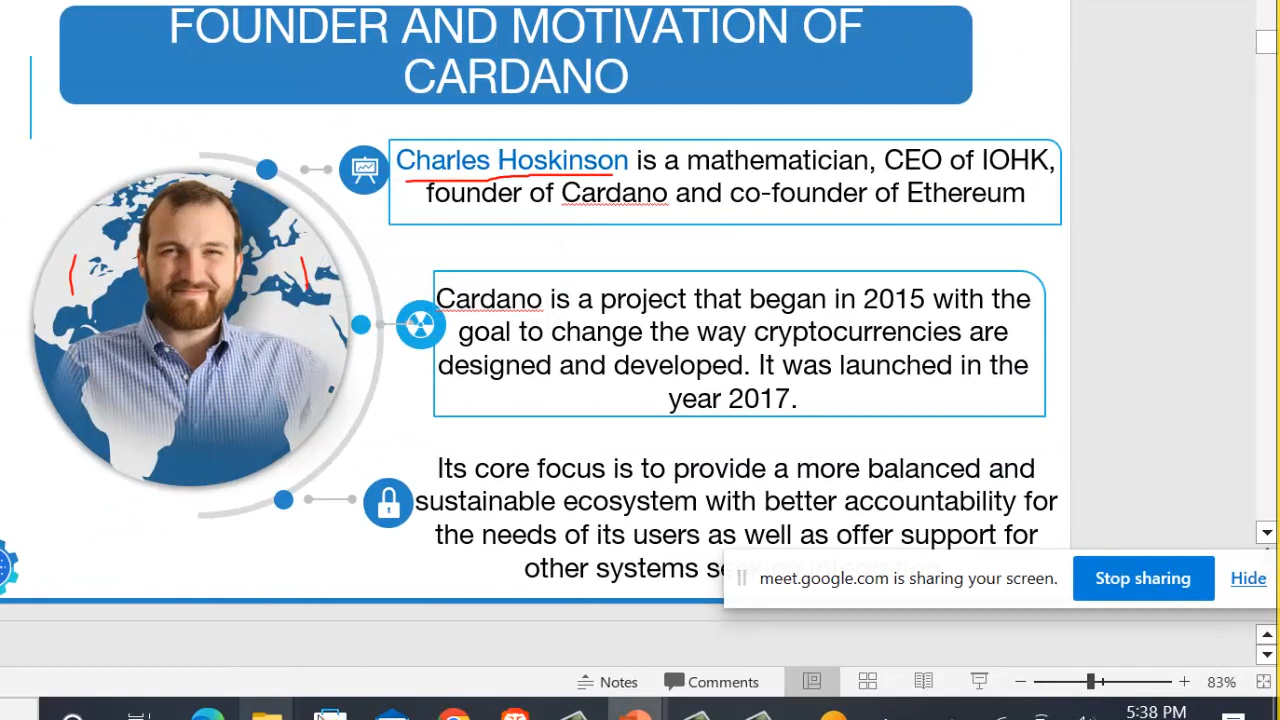 FOUNDER AND MOTIVATION OF
CARDANO
Charles Hoskinson is a mathematician, CEO of IOHK,
founder of Cardano and co-founder of Ethereum
Cardano is a project that began in 2015 with the
goal to change the way cryptocurrencies are
designed and developed. It was launched in the
year 2017.
Its core focus is to provide a more balanced and
sustainable ecosystem with better accountability for
the needs of its users as well as offer support for
other systems
meet.google.com is sharing your screen.
Stop sharing
Hide
Notes
Comments
83%
5:38 PM